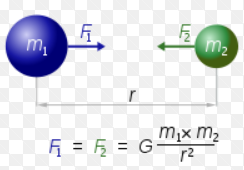 F₁ F₂
m₁ m₂
r
F₁ = F₂ = G m₁ × m₂ / r²